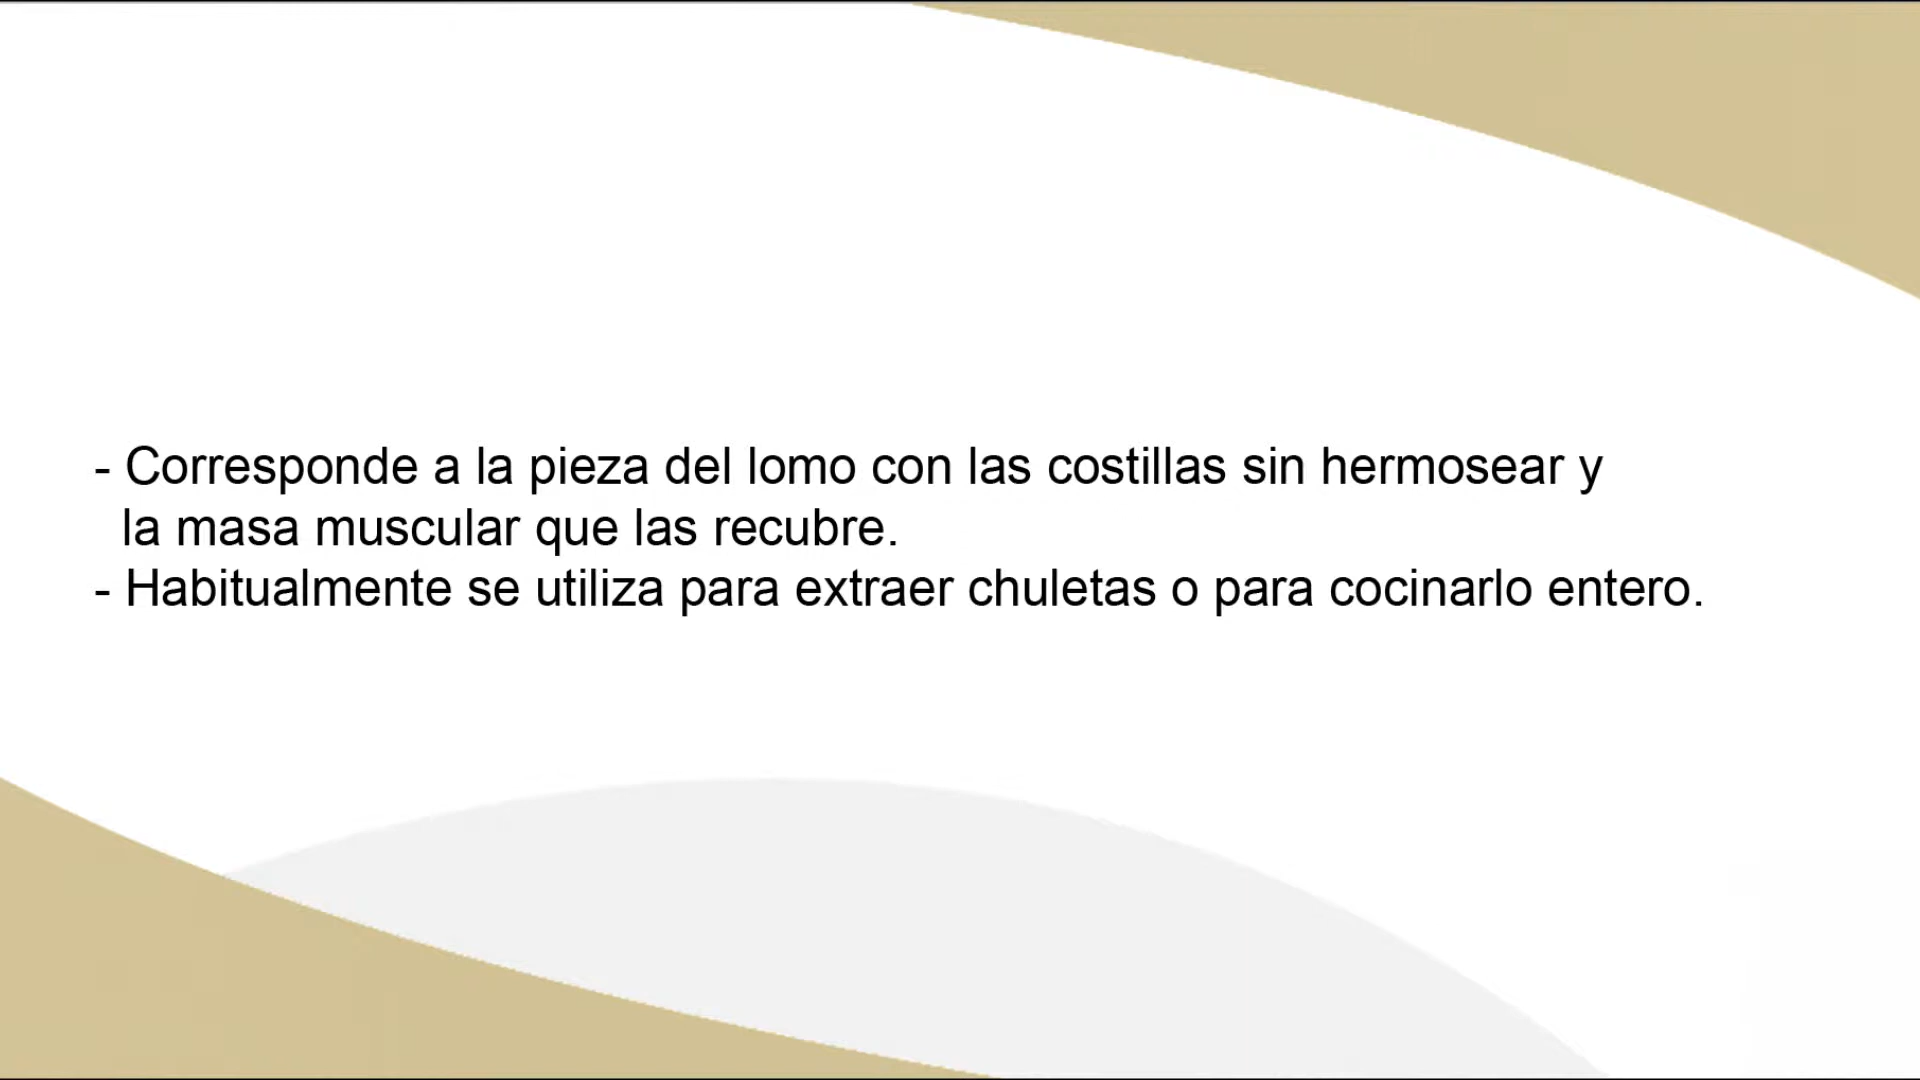 - Corresponde a la pieza del lomo con las costillas sin hermosear y
la masa muscular que las recubre.
- Habitualmente se utiliza para extraer chuletas o para cocinarlo entero.